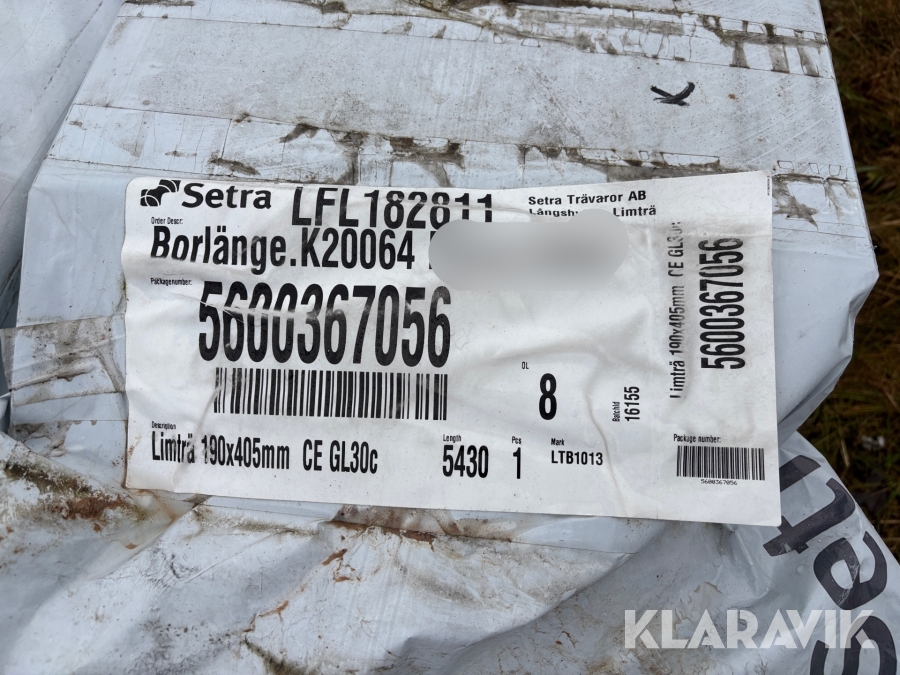 Setra LFL182811
Setra Trävaror AB
Limträ
Order Descr:
Borlänge.K20064
Packagenumber:
5600367056
OL
8
BatchId
16155
Description
Limträ 190x405mm CE GL30c
Length
5430
Pcs
1
Mark
LTB1013
Limträ 190x405mm CE GL30c
5600367056
Package number:
5600367056
KLARAVIK